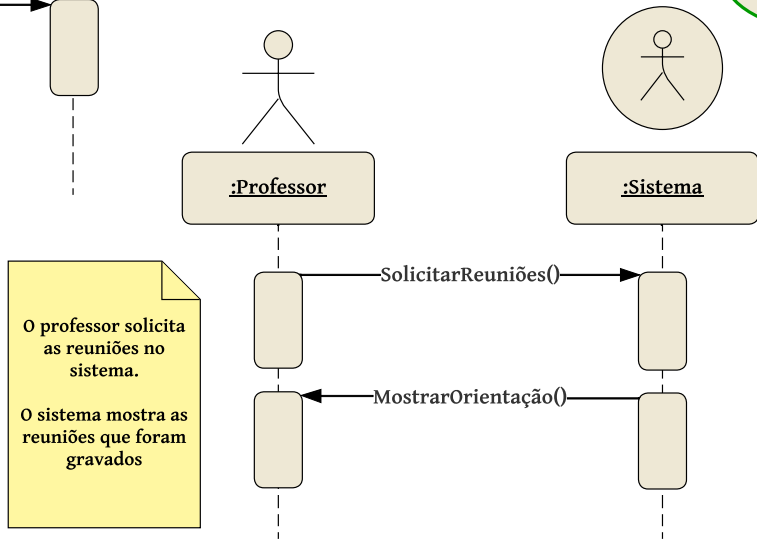 :Professor
:Sistema
SolicitarReuniões()
O professor solicita
as reuniões no
sistema.
O sistema mostra as
reuniões que foram
gravados
MostrarOrientação()